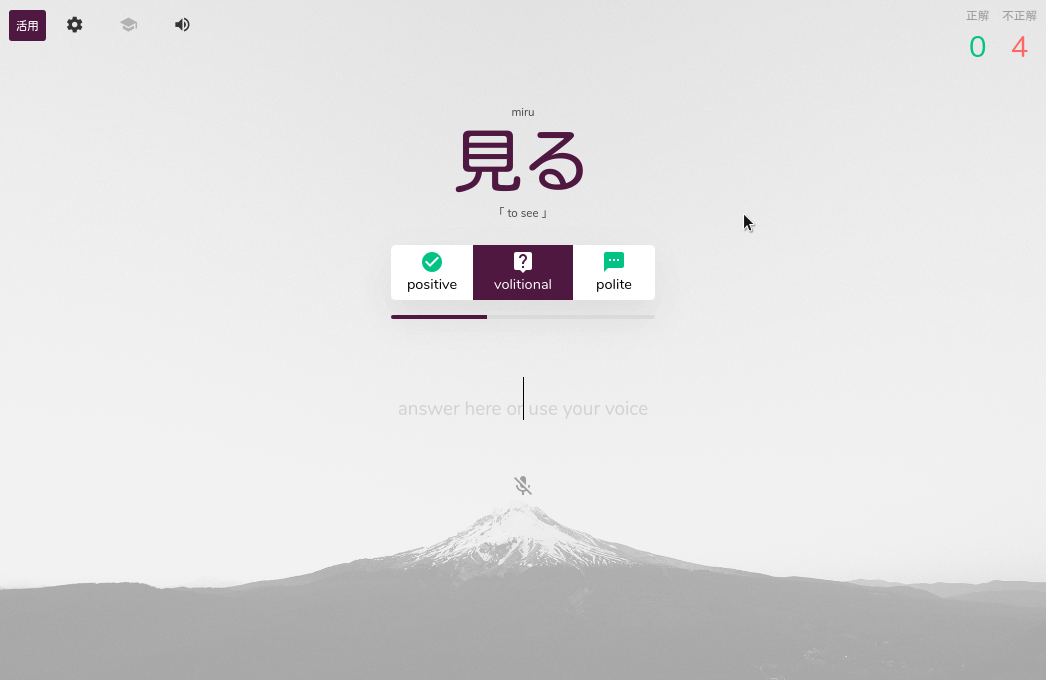 活用
正解 不正解
0 4
miru
見る
「 to see 」
positive volitional polite
answer here or use your voice